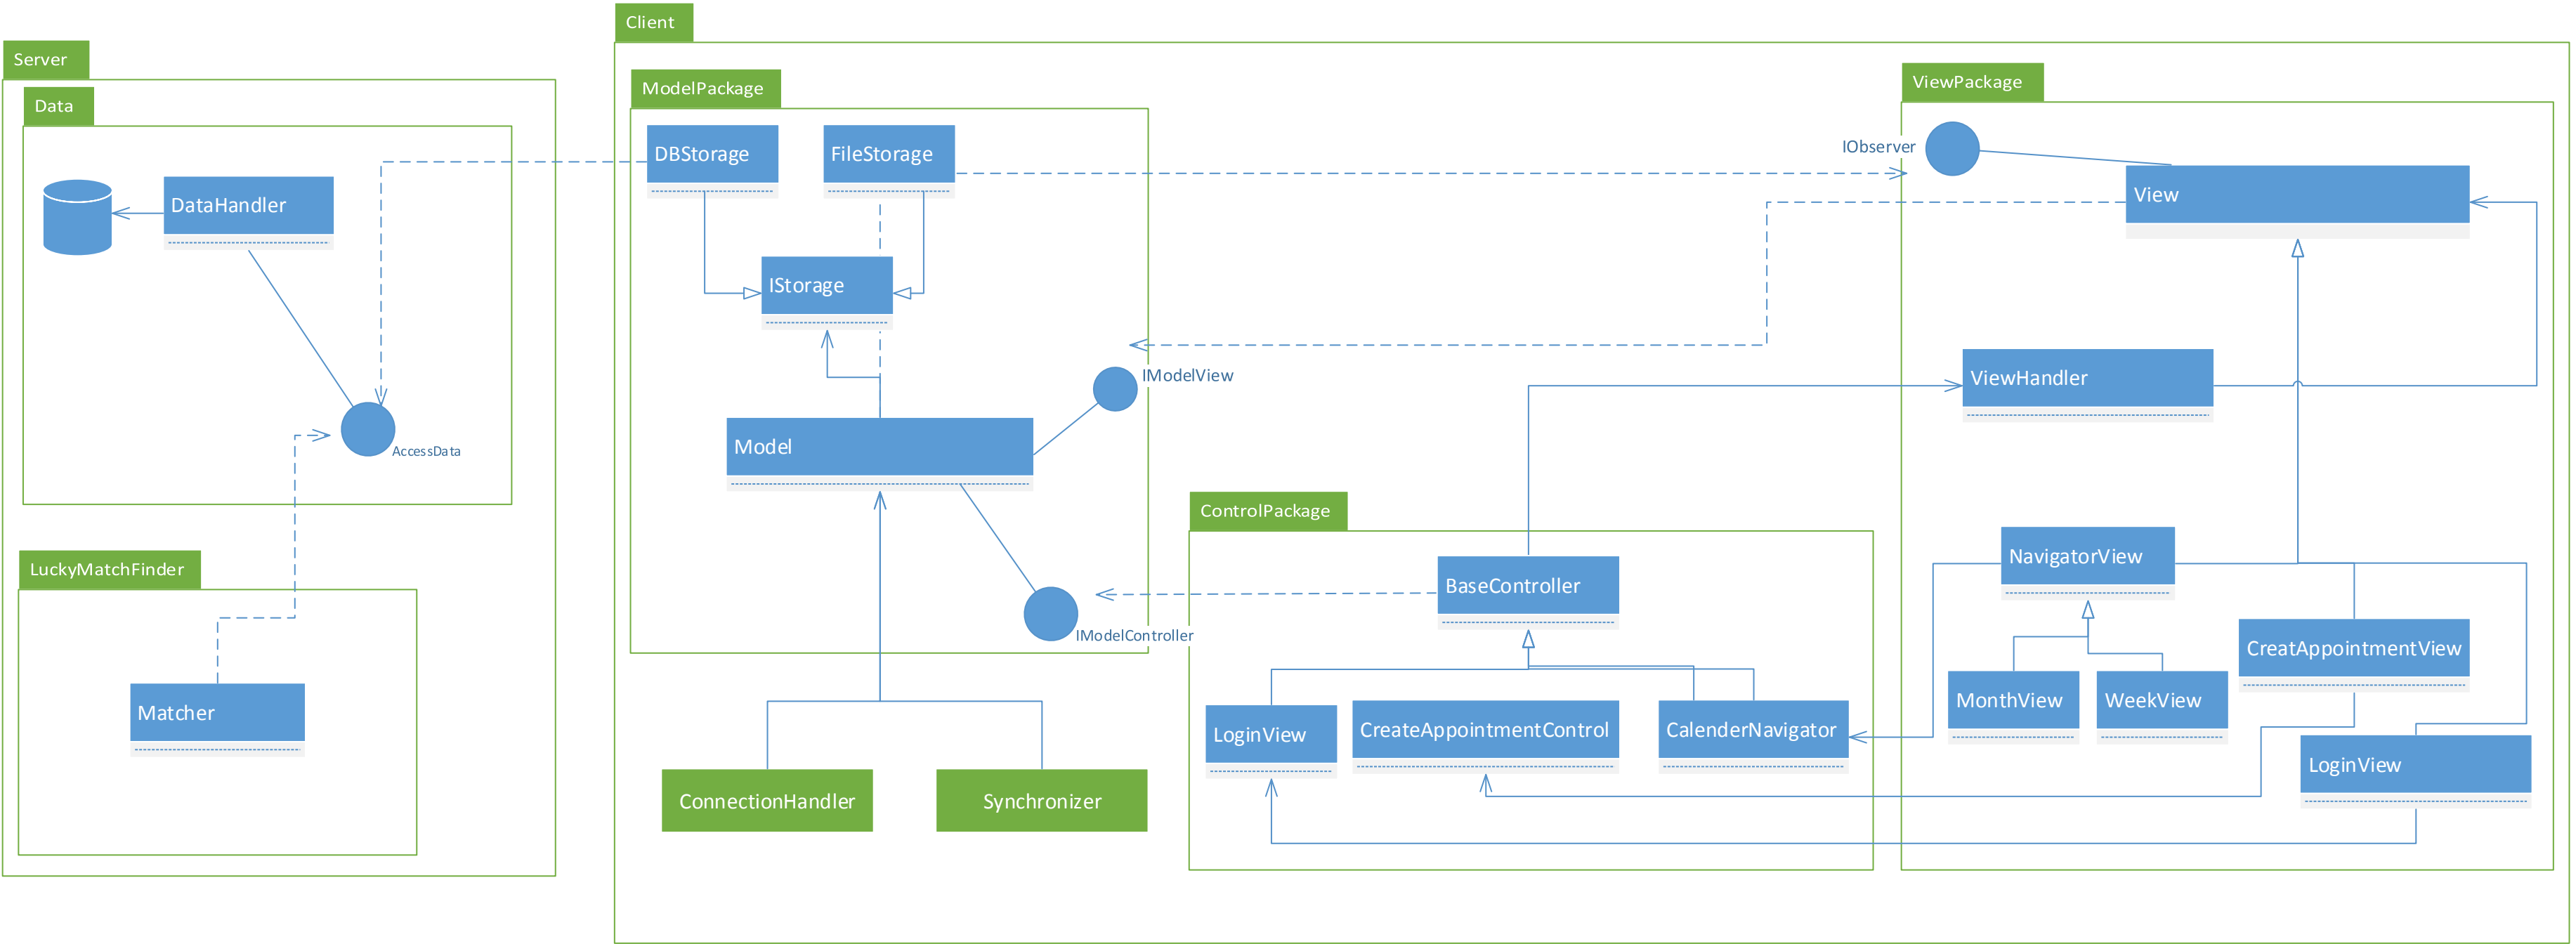 Client
Server
ModelPackage
ViewPackage
Data
DBStorage
FileStorage
IObserver
View
DataHandler
IStorage
IModelView
ViewHandler
Model
AccessData
ControlPackage
LuckyMatchFinder
BaseController
NavigatorView
IModelController
CreatAppointmentView
Matcher
LoginView
CreateAppointmentControl
CalenderNavigator
MonthView
WeekView
LoginView
ConnectionHandler
Synchronizer